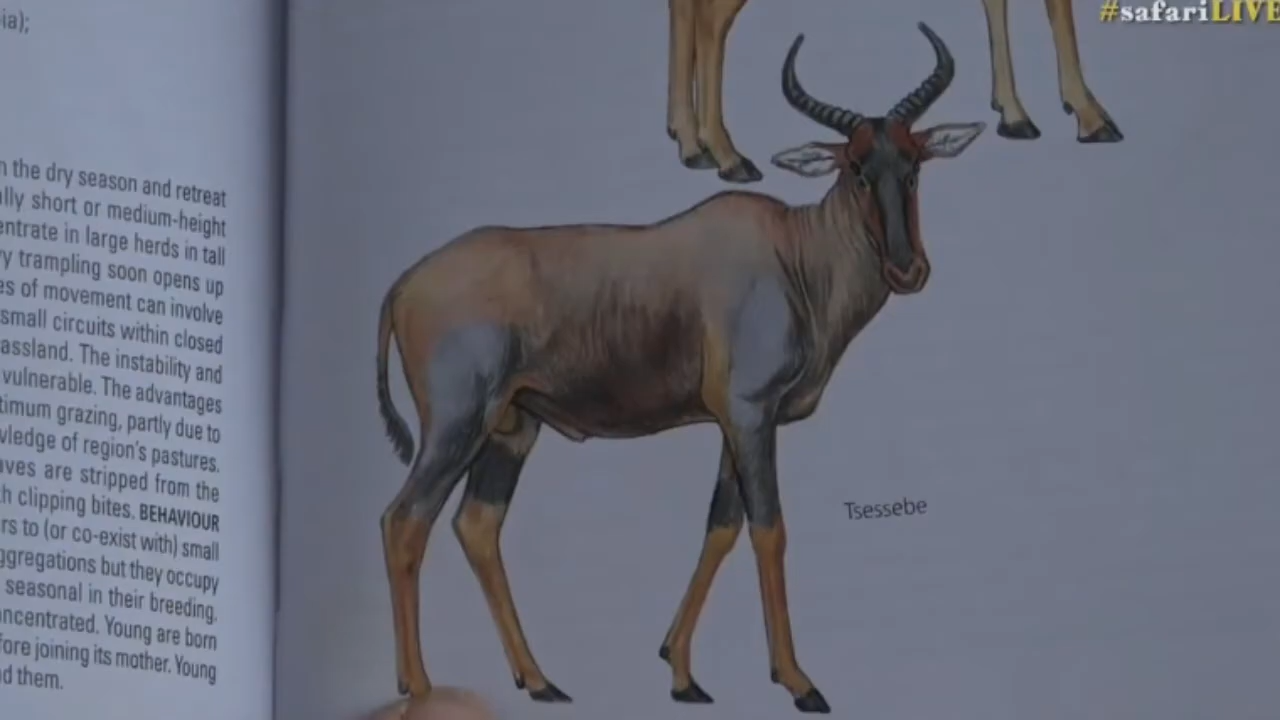 ia);
n the dry season and retreat
lly short or medium-height
entrate in large herds in tall
y trampling soon opens up
es of movement can involve
small circuits within closed
assland. The instability and
vulnerable. The advantages
timum grazing, partly due to
wledge of region's pastures.
aves are stripped from the
h clipping bites. BEHAVIOUR
rs to (or co-exist with) small
ggregations but they occupy
seasonal in their breeding.
ncentrated. Young are born
fore joining its mother. Young
d them.
#safariLIVE
Tsessebe